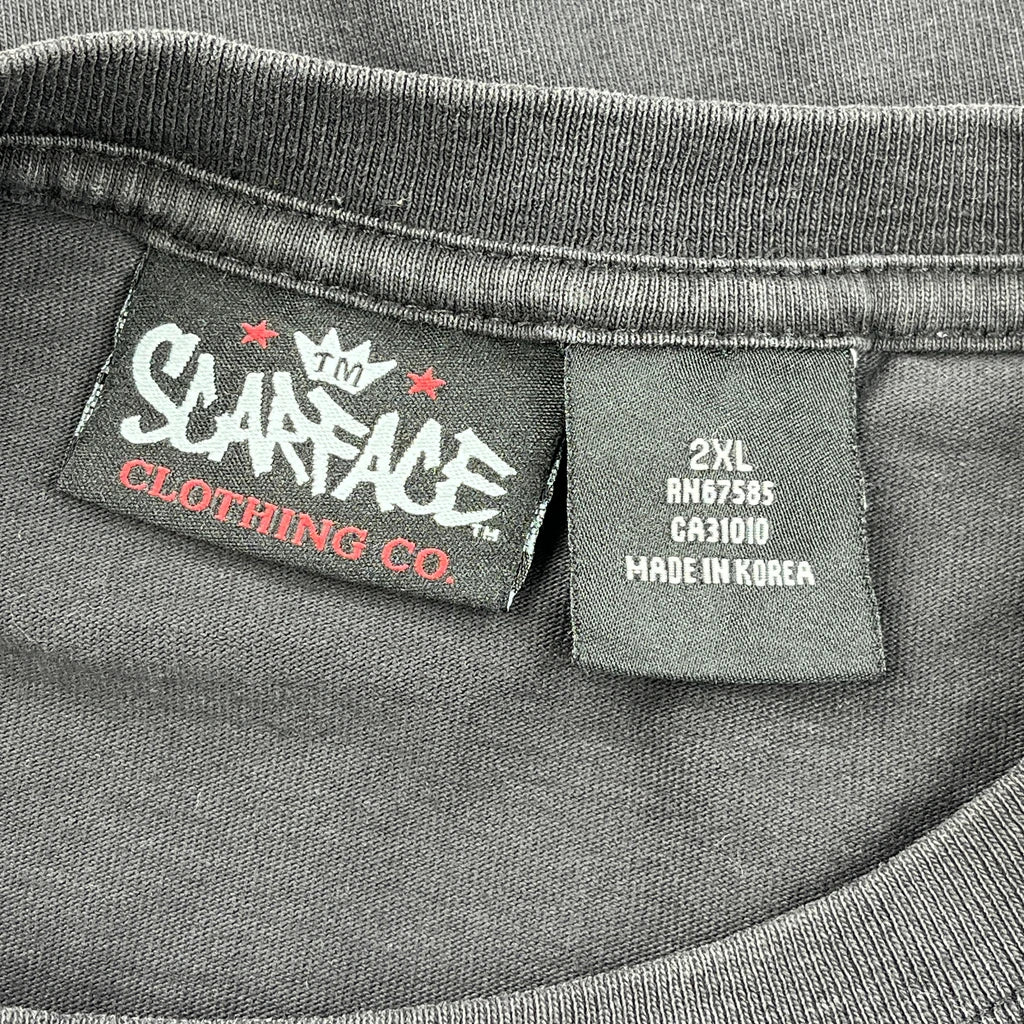 TM
SCARFACE
TM
CLOTHING CO.
2XL
RN67585
CA31010
MADE IN KOREA